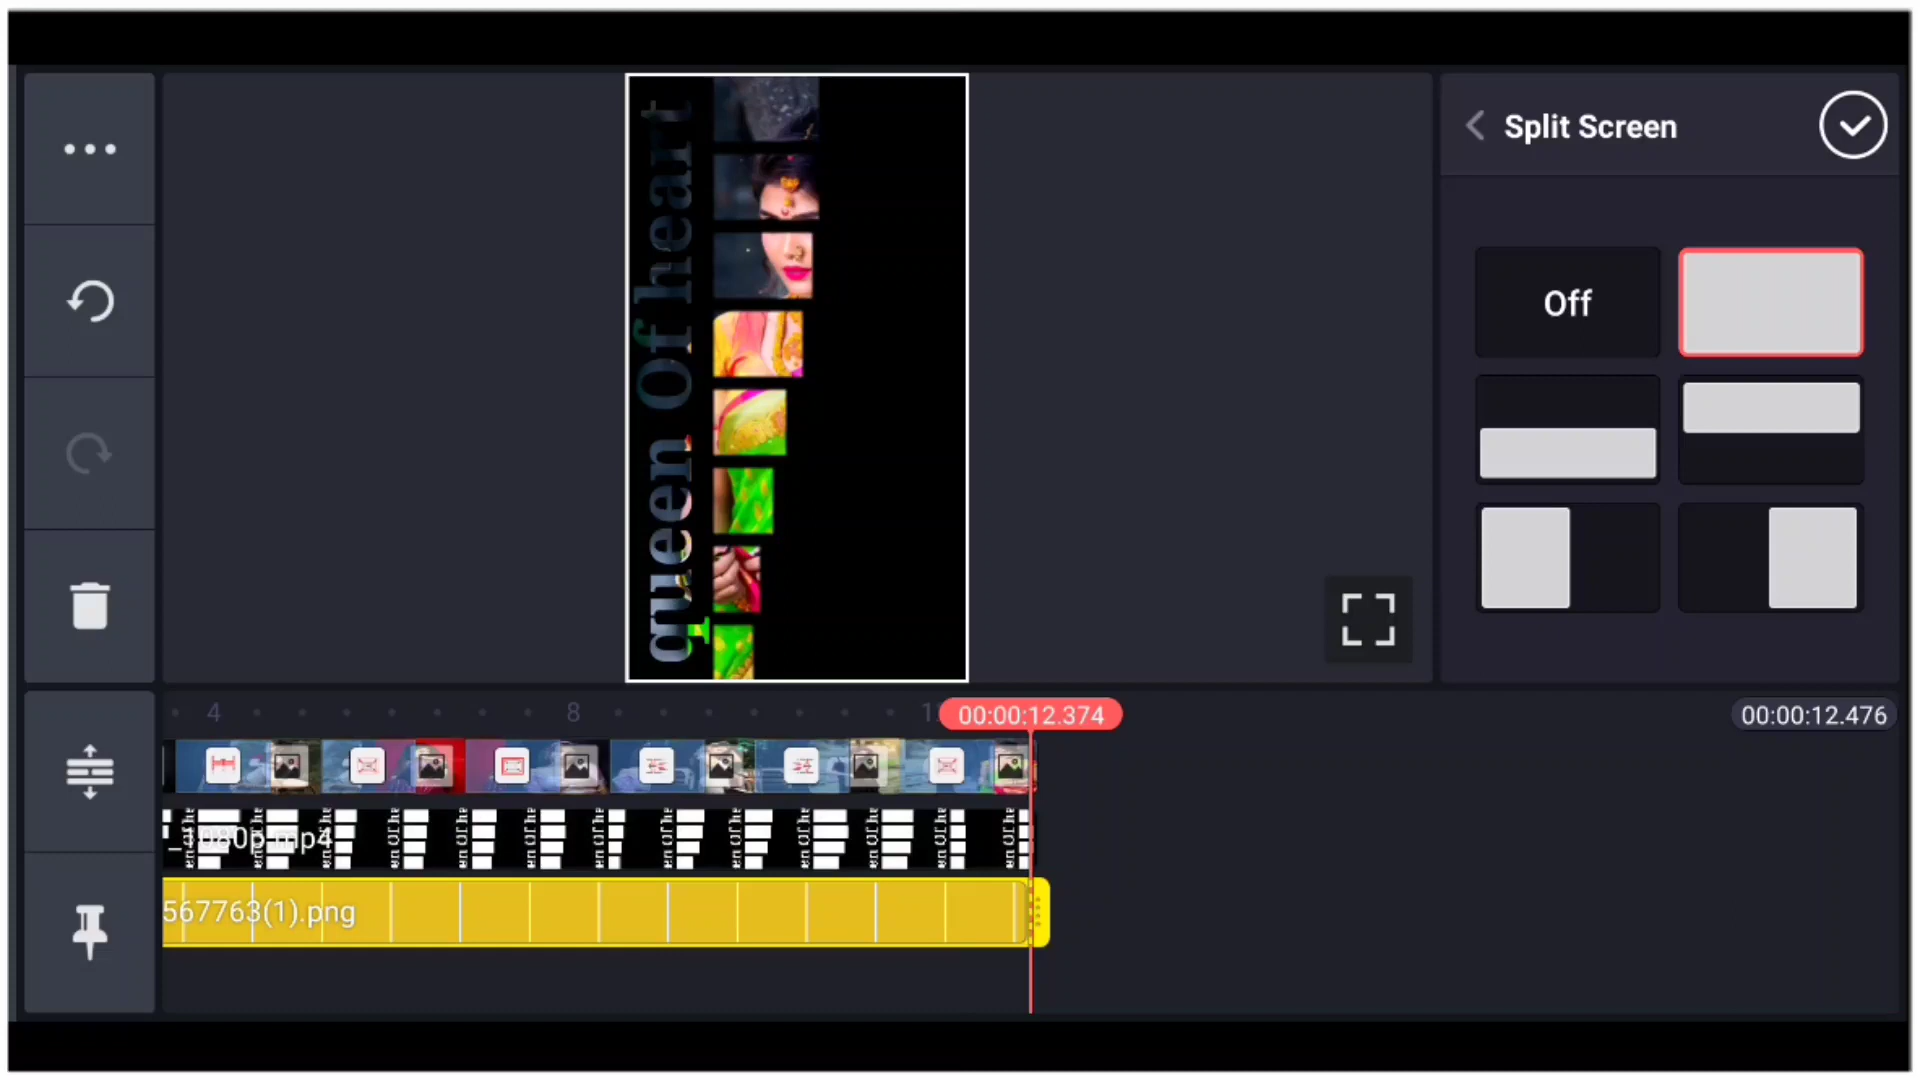 Split Screen
queen Of heart
Off
4
8
00:00:12.374
00:00:12.476
_1080p.mp4
567763(1).png